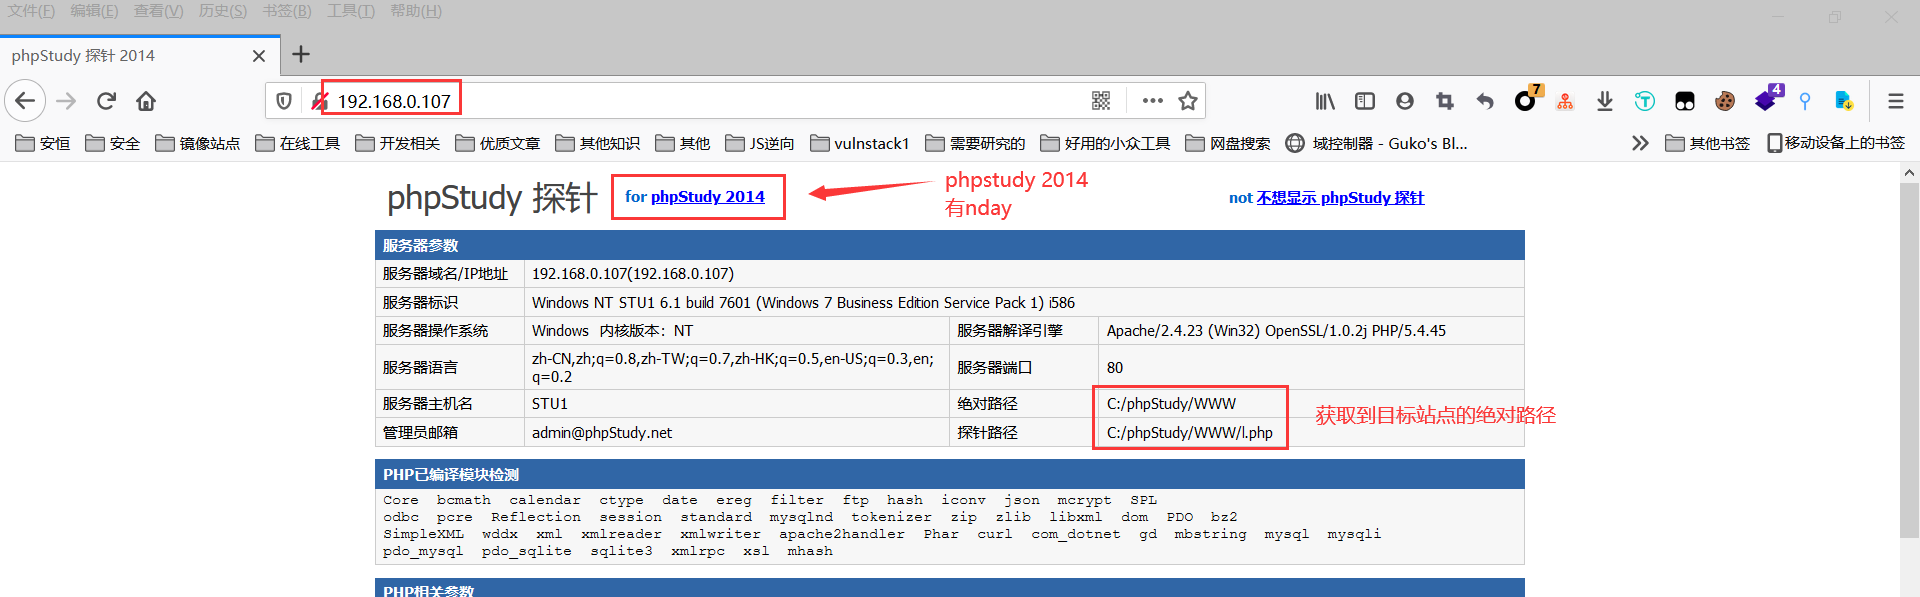 文件(F) 编辑(E) 查看(V) 历史(S) 书签(B) 工具(T) 帮助(H)
phpStudy 探针 2014
192.168.0.107
7
4
安恒 安全 镜像站点 在线工具 开发相关 优质文章 其他知识 其他 JS逆向 vulnstack1 需要研究的 好用的小众工具 网盘搜索 域控制器 - Guko's Bl... 其他书签 移动设备上的书签
phpStudy 探针 for phpStudy 2014
phpstudy 2014
有nday
not 不想显示 phpStudy 探针
服务器参数
服务器域名/IP地址 192.168.0.107(192.168.0.107)
服务器标识 Windows NT STU1 6.1 build 7601 (Windows 7 Business Edition Service Pack 1) i586
服务器操作系统 Windows 内核版本：NT 服务器解译引擎 Apache/2.4.23 (Win32) OpenSSL/1.0.2j PHP/5.4.45
服务器语言 zh-CN,zh;q=0.8,zh-TW;q=0.7,zh-HK;q=0.5,en-US;q=0.3,en;
q=0.2 服务器端口 80
服务器主机名 STU1 绝对路径 C:/phpStudy/WWW
获取到目标站点的绝对路径
管理员邮箱 admin@phpStudy.net 探针路径 C:/phpStudy/WWW/l.php
PHP已编译模块检测
Core bcmath calendar ctype date ereg filter ftp hash iconv json mcrypt SPL
odbc pcre Reflection session standard mysqlnd tokenizer zip zlib libxml dom PDO bz2
SimpleXML wddx xml xmlreader xmlwriter apache2handler Phar curl com_dotnet gd mbstring mysql mysqli
pdo_mysql pdo_sqlite sqlite3 xmlrpc xsl mhash
PHP相关参数